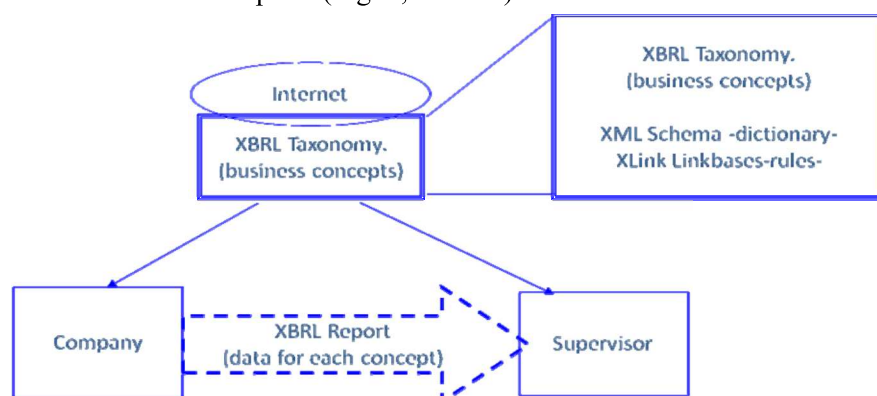 XBRL Taxonomy.
(business concepts)
XML Schema -dictionary-
XLink Linkbases-rules-
Internet
XBRL Taxonomy.
(business concepts)
Company
XBRL Report
(data for each concept)
Supervisor